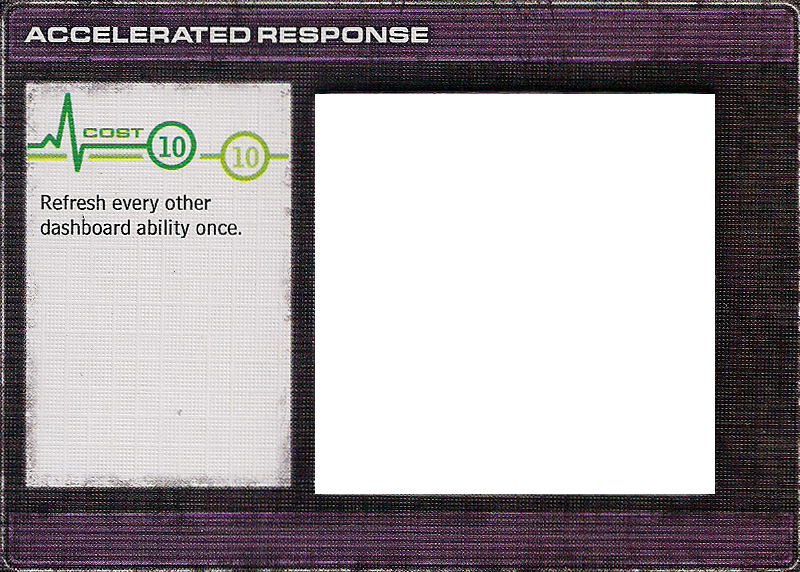 ACCELERATED RESPONSE
COST 10 10
Refresh every other
dashboard ability once.